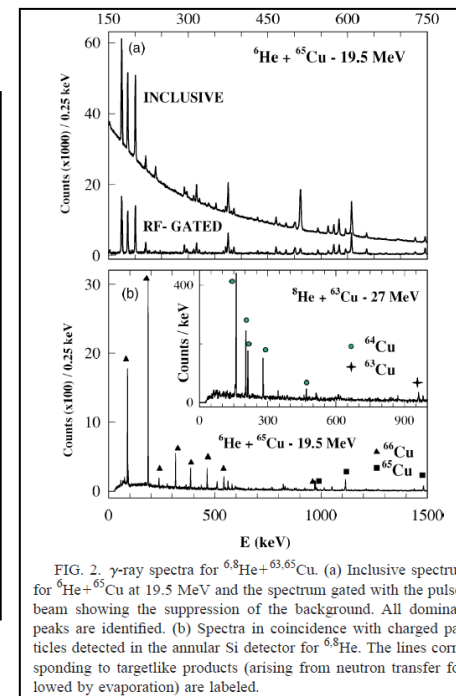 150 300 450 600 750
60
40
20
0
Counts (x1000) / 0.25 keV
(a)
⁶He + ⁶⁵Cu - 19.5 MeV
INCLUSIVE
RF- GATED
30
20
10
0
Counts (x100) / 0.25 keV
(b)
Counts / keV
400
0
⁸He + ⁶³Cu - 27 MeV
⁶⁴Cu
⁶³Cu
0 300 600 900
⁶He + ⁶⁵Cu - 19.5 MeV
⁶⁶Cu
⁶⁵Cu
0 500 1000 1500
E (keV)
FIG. 2. γ-ray spectra for ⁶,⁸He+⁶³,⁶⁵Cu. (a) Inclusive spectru
for ⁶He+⁶⁵Cu at 19.5 MeV and the spectrum gated with the pulse
beam showing the suppression of the background. All domina
peaks are identified. (b) Spectra in coincidence with charged pa
ticles detected in the annular Si detector for ⁶,⁸He. The lines corr
sponding to targetlike products (arising from neutron transfer fo
lowed by evaporation) are labeled.